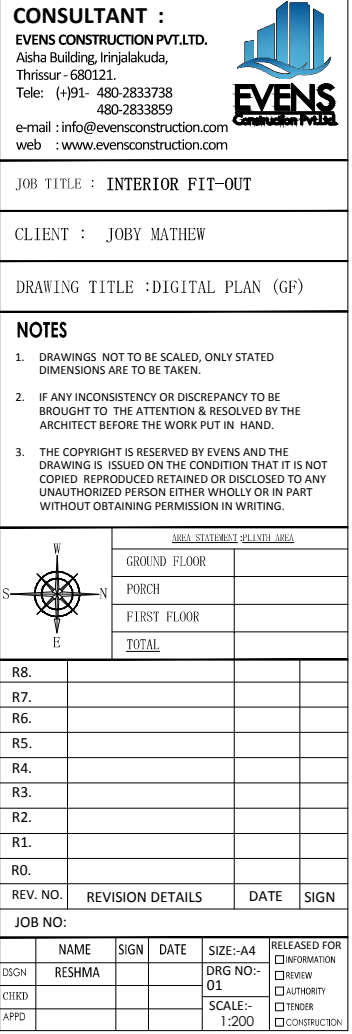 CONSULTANT :
EVENS CONSTRUCTION PVT.LTD.
Aisha Building, Irinjalakuda,
Thrissur - 680121.
Tele: (+)91- 480-2833738
480-2833859
e-mail : info@evensconstruction.com
web : www.evensconstruction.com
EVENS
Construction Pvt.Ltd.
JOB TITLE : INTERIOR FIT-OUT
CLIENT : JOBY MATHEW
DRAWING TITLE :DIGITAL PLAN (GF)
NOTES
1. DRAWINGS NOT TO BE SCALED, ONLY STATED
DIMENSIONS ARE TO BE TAKEN.
2. IF ANY INCONSISTENCY OR DISCREPANCY TO BE
BROUGHT TO THE ATTENTION & RESOLVED BY THE
ARCHITECT BEFORE THE WORK PUT IN HAND.
3. THE COPYRIGHT IS RESERVED BY EVENS AND THE
DRAWING IS ISSUED ON THE CONDITION THAT IT IS NOT
COPIED REPRODUCED RETAINED OR DISCLOSED TO ANY
UNAUTHORIZED PERSON EITHER WHOLLY OR IN PART
WITHOUT OBTAINING PERMISSION IN WRITING.
W
S N
E
AREA STATEMENT :PLINTH AREA
GROUND FLOOR
PORCH
FIRST FLOOR
TOTAL
R8.
R7.
R6.
R5.
R4.
R3.
R2.
R1.
R0.
REV. NO. REVISION DETAILS DATE SIGN
JOB NO:
NAME SIGN DATE
DSGN RESHMA
CHKD
APPD
SIZE:-A4
DRG NO:-
01
SCALE:-
1:200
RELEASED FOR
INFORMATION
REVIEW
AUTHORITY
TENDER
CONSTRUCTION